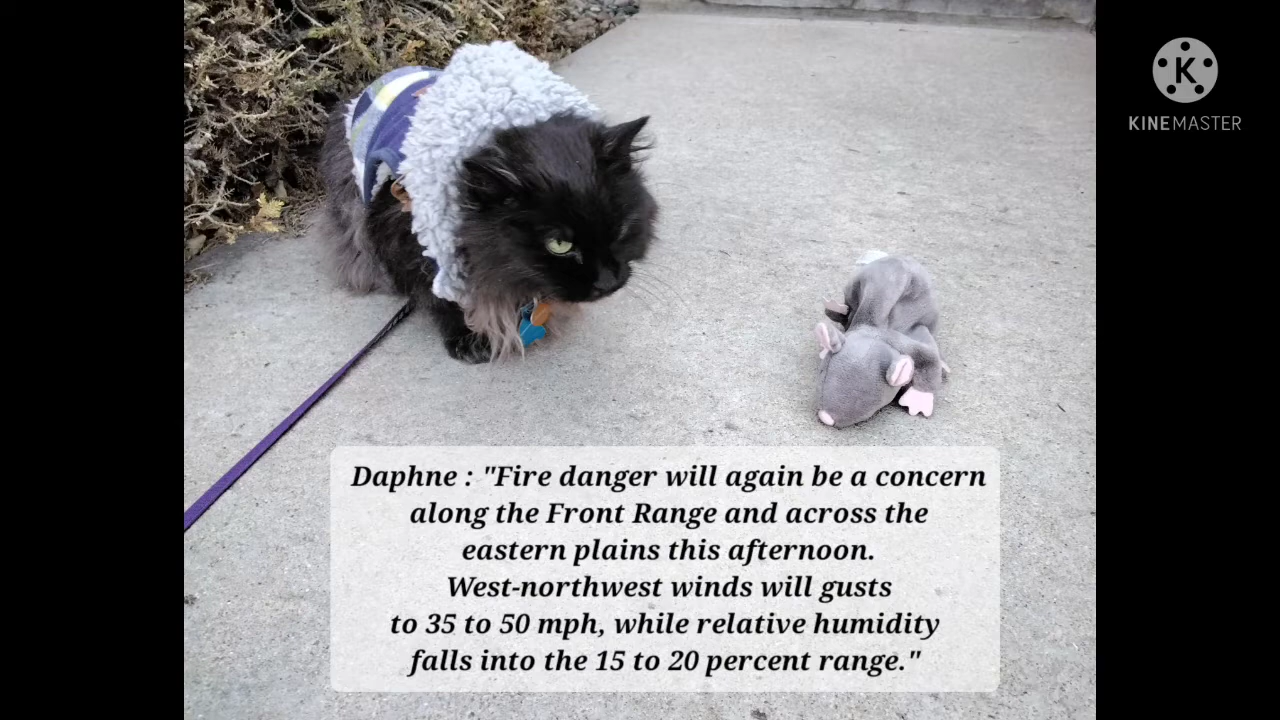 K
KINEMASTER
Daphne : "Fire danger will again be a concern
along the Front Range and across the
eastern plains this afternoon.
West-northwest winds will gusts
to 35 to 50 mph, while relative humidity
falls into the 15 to 20 percent range."